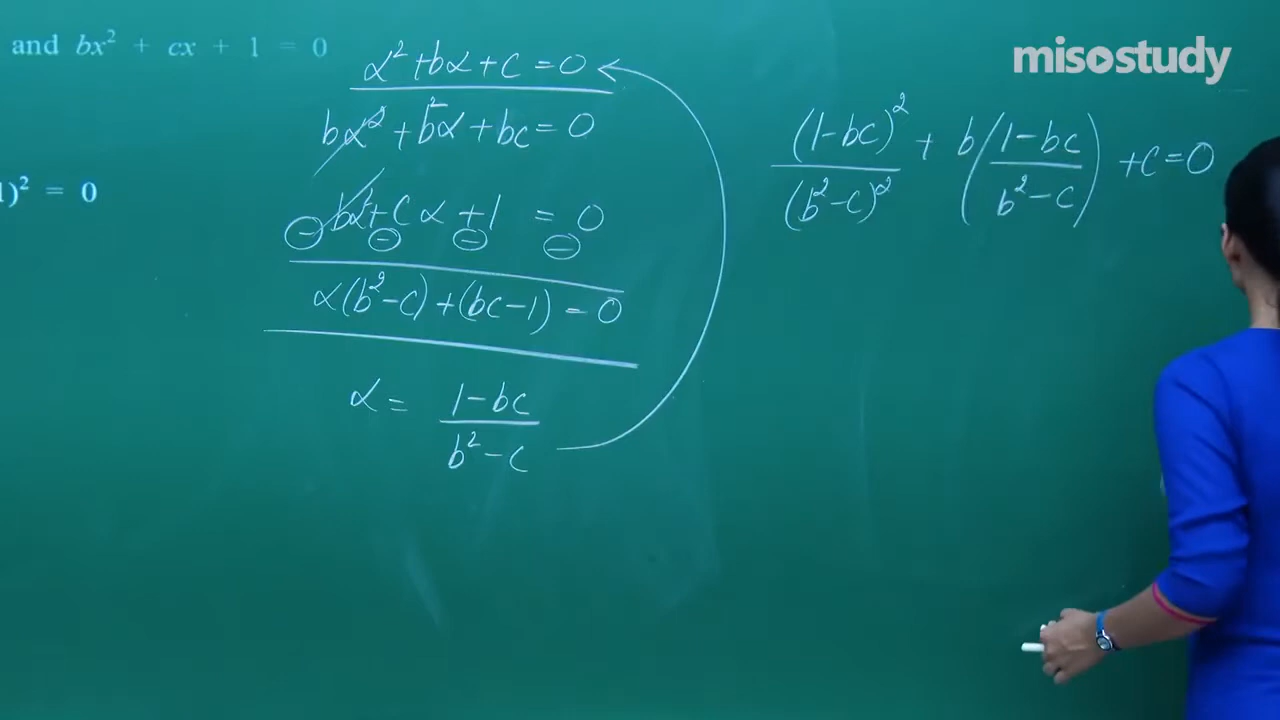 and bx² + cx + 1 = 0
1)² = 0
α² + bα + c = 0
bα² + b²α + bc = 0
bα² + cα + 1 = 0
− − − −
α(b² − c) + (bc − 1) = 0
α = (1 − bc) / (b² − c)
misostudy
(1 − bc)² / (b² − c)² + b((1 − bc) / (b² − c)) + c = 0